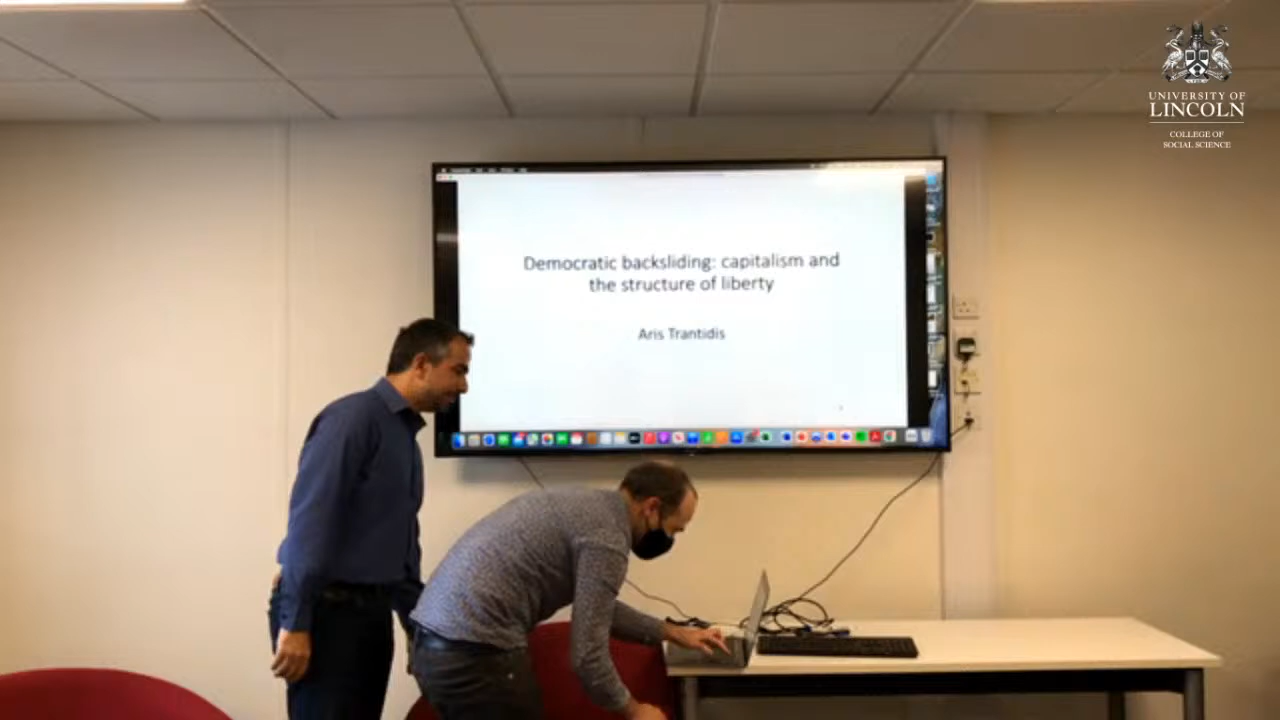 UNIVERSITY OF
LINCOLN
COLLEGE OF
SOCIAL SCIENCE
Democratic backsliding: capitalism and
the structure of liberty
Aris Trantidis